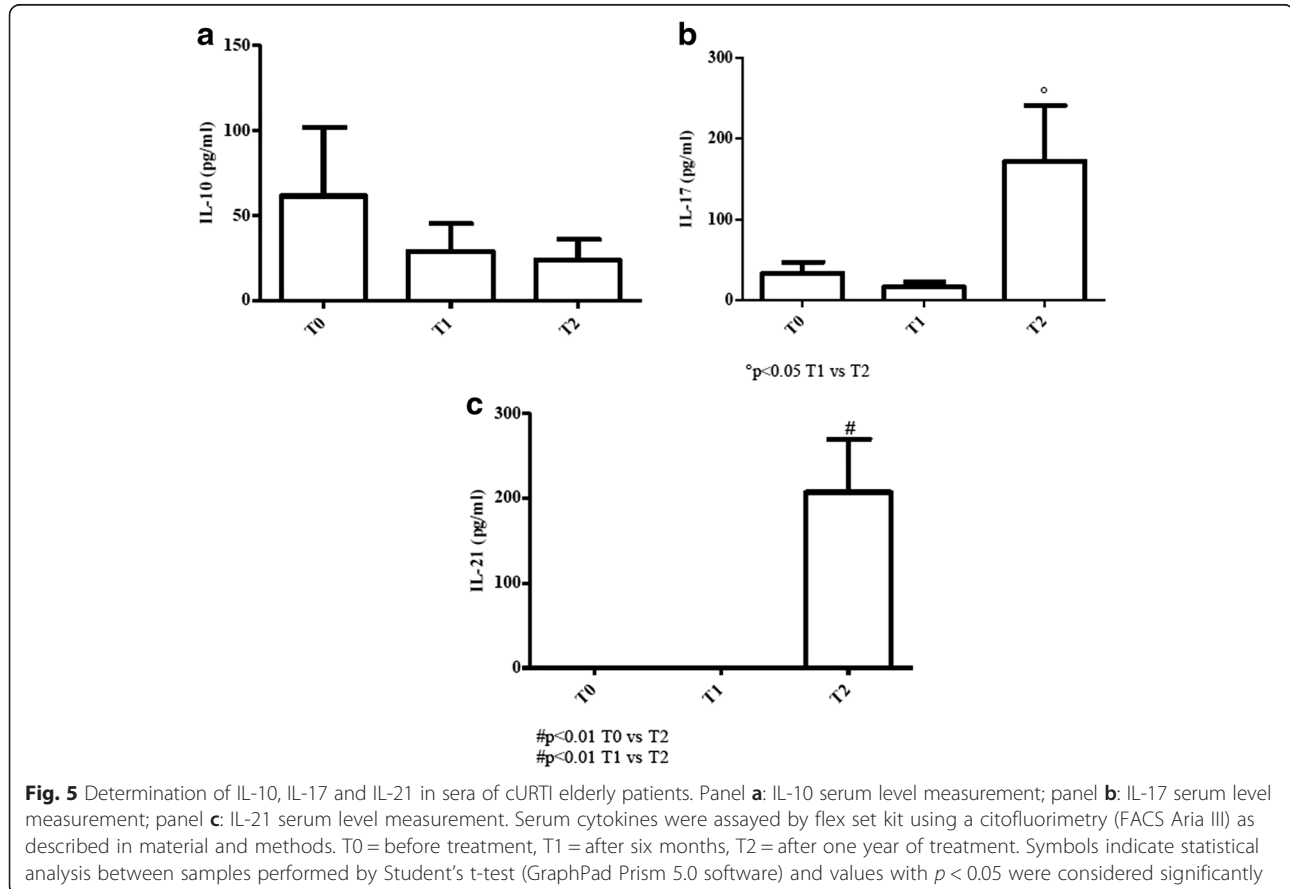 a
150
100
50
0
IL-10 (pg/ml)
T0
T1
T2
b
300
200
100
0
IL-17 (pg/ml)
°
T0
T1
T2
°p<0.05 T1 vs T2
c
300
200
100
0
IL-21 (pg/ml)
#
T0
T1
T2
#p<0.01 T0 vs T2
#p<0.01 T1 vs T2
Fig. 5 Determination of IL-10, IL-17 and IL-21 in sera of cURTI elderly patients. Panel a: IL-10 serum level measurement; panel b: IL-17 serum level
measurement; panel c: IL-21 serum level measurement. Serum cytokines were assayed by flex set kit using a citofluorimetry (FACS Aria III) as
described in material and methods. T0 = before treatment, T1 = after six months, T2 = after one year of treatment. Symbols indicate statistical
analysis between samples performed by Student's t-test (GraphPad Prism 5.0 software) and values with p < 0.05 were considered significantly